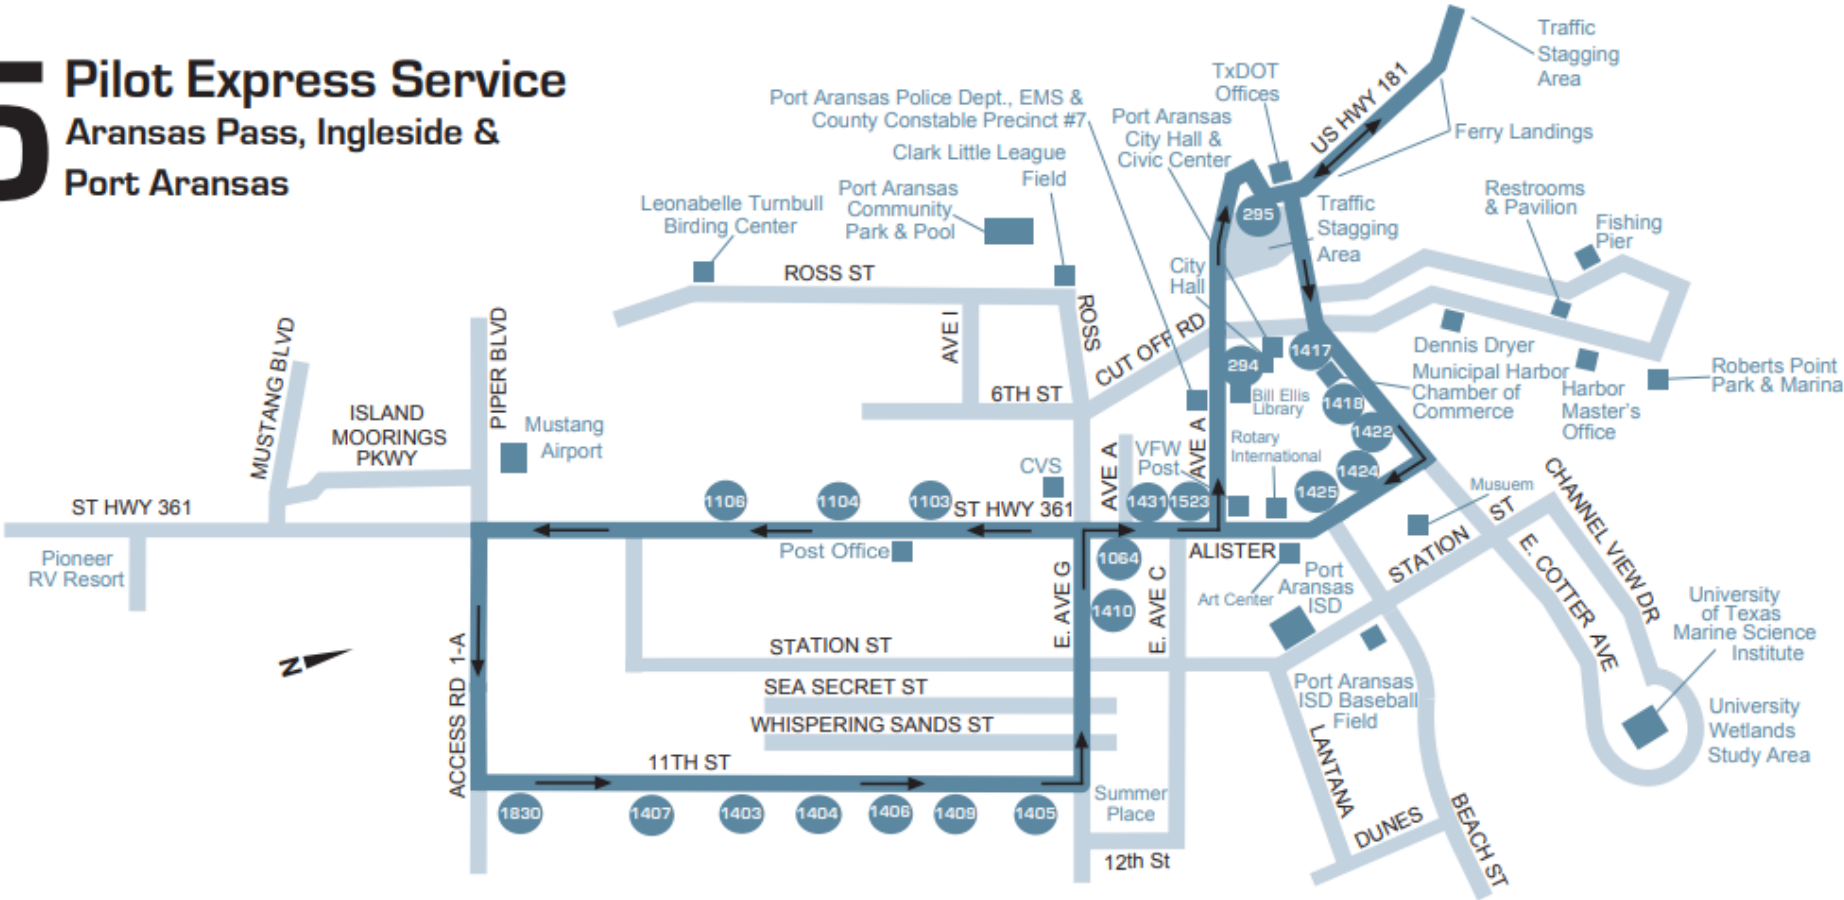 5
Pilot Express Service
Aransas Pass, Ingleside &
Port Aransas
Traffic
Stagging
Area
TxDOT
Offices
US HWY 181
Ferry Landings
Port Aransas Police Dept., EMS &
County Constable Precinct #7
Port Aransas
City Hall &
Civic Center
Clark Little League
Field
Port Aransas
Community
Park & Pool
Leonabelle Turnbull
Birding Center
295
Traffic
Stagging
Area
Restrooms
& Pavilion
Fishing
Pier
City
Hall
ROSS ST
ROSS
AVE I
CUT OFF RD
6TH ST
MUSTANG BLVD
PIPER BLVD
ISLAND
MOORINGS
PKWY
Mustang
Airport
294
1417
Bill Ellis
Library
1418
1422
1424
1425
Dennis Dryer
Municipal Harbor
Chamber of
Commerce
Harbor
Master's
Office
Roberts Point
Park & Marina
Rotary
International
VFW
Post
AVE A
AVE A
CVS
ST HWY 361
1106
1104
1103
ST HWY 361
1431
1523
Musuem
CHANNEL VIEW DR
Pioneer
RV Resort
Post Office
1064
1410
ALISTER
Art Center
Port
Aransas
ISD
STATION ST
E. COTTER AVE
University
of Texas
Marine Science
Institute
N
ACCESS RD 1-A
E. AVE G
E. AVE C
STATION ST
SEA SECRET ST
WHISPERING SANDS ST
11TH ST
Port Aransas
ISD Baseball
Field
University
Wetlands
Study Area
LANTANA
DUNES
BEACH ST
1830
1407
1403
1404
1406
1409
1405
Summer
Place
12th St